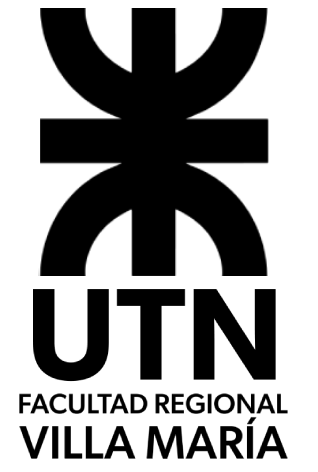 UTN
FACULTAD REGIONAL
VILLA MARÍA